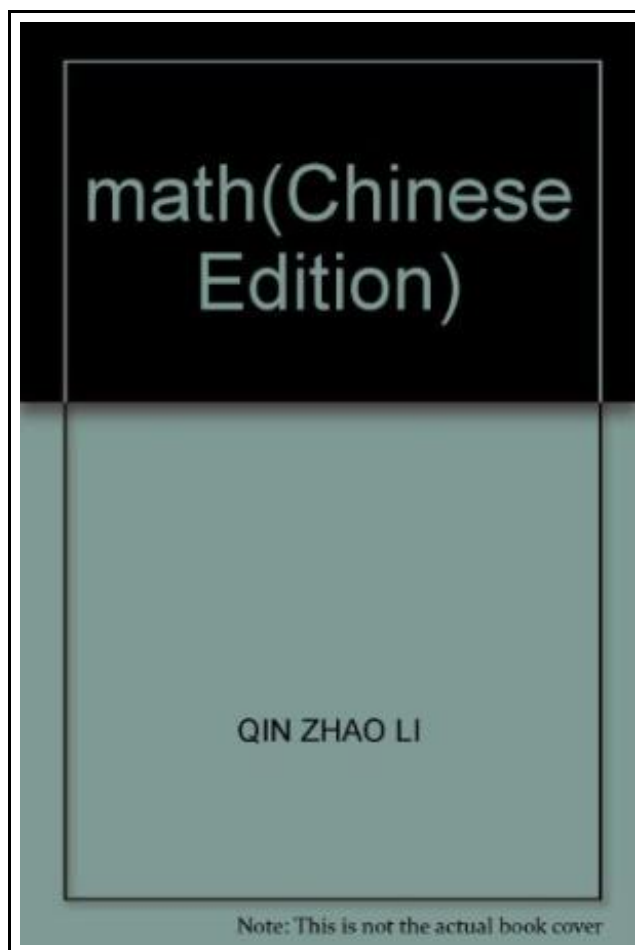 math(Chinese
Edition)
QIN ZHAO LI
Note: This is not the actual book cover